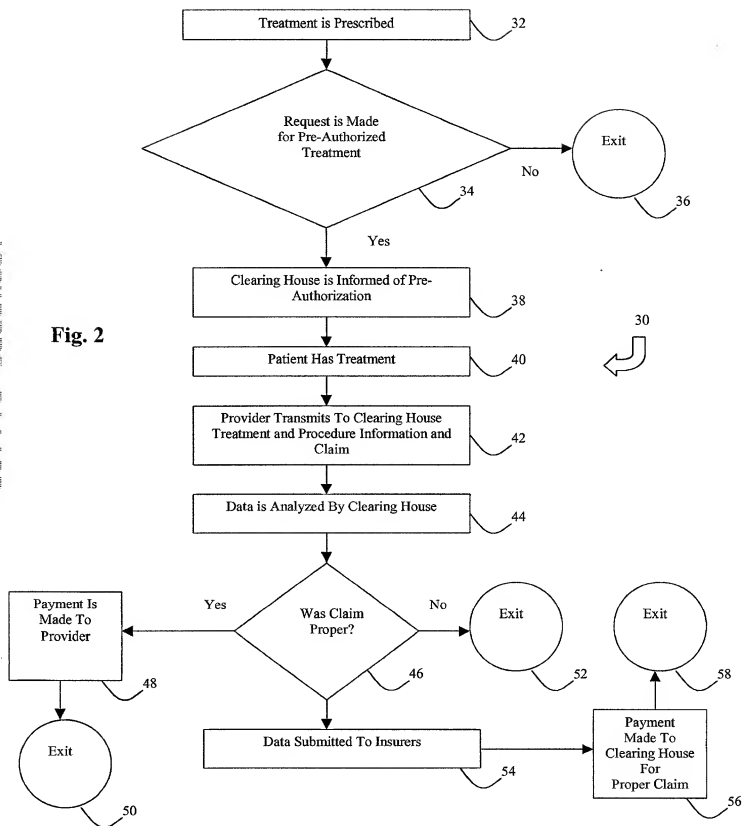 Treatment is Prescribed
32
Request is Made
for Pre-Authorized
Treatment
Exit
No
34
36
Yes
Clearing House is Informed of Pre-
Authorization
38
Fig. 2
30
Patient Has Treatment
40
Provider Transmits To Clearing House
Treatment and Procedure Information and
Claim
42
Data is Analyzed By Clearing House
44
Payment Is
Made To
Provider
Yes
Was Claim
Proper?
No
Exit
Exit
48
46
52
58
Exit
Data Submitted To Insurers
54
Payment
Made To
Clearing House
For
Proper Claim
50
56